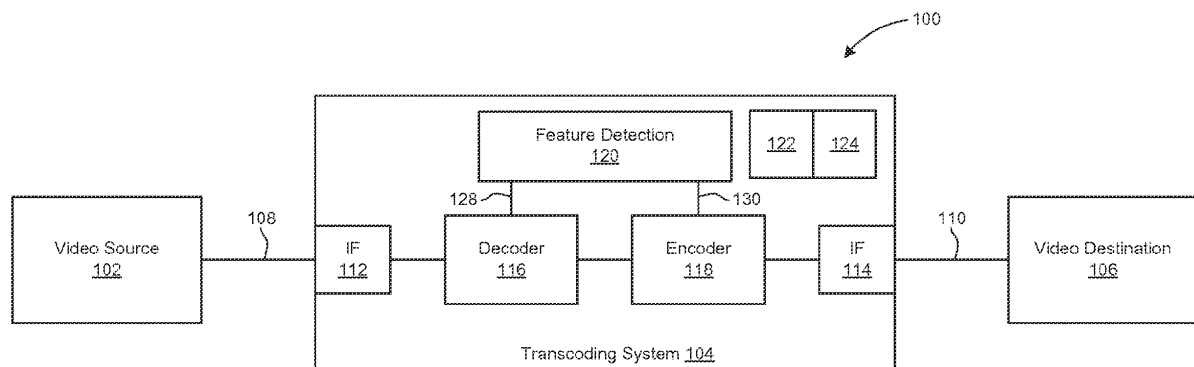 100
Feature Detection
120
122
124
128
130
108
110
Video Source
102
IF
112
Decoder
116
Encoder
118
IF
114
Video Destination
106
Transcoding System 104